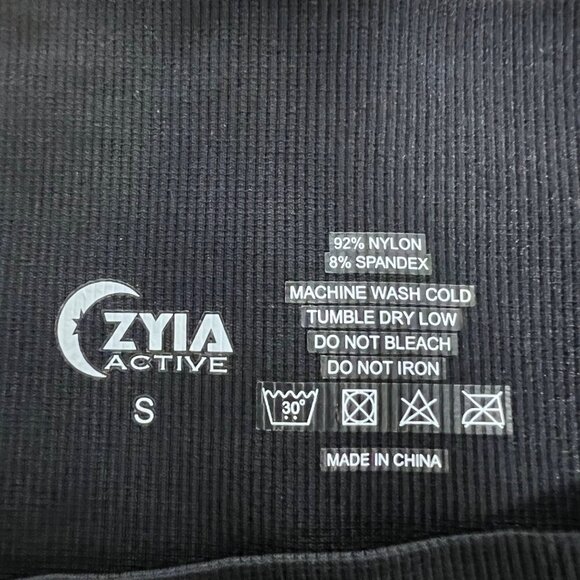 ZYIA
ACTIVE
S
92% NYLON
8% SPANDEX
MACHINE WASH COLD
TUMBLE DRY LOW
DO NOT BLEACH
DO NOT IRON
30°
MADE IN CHINA